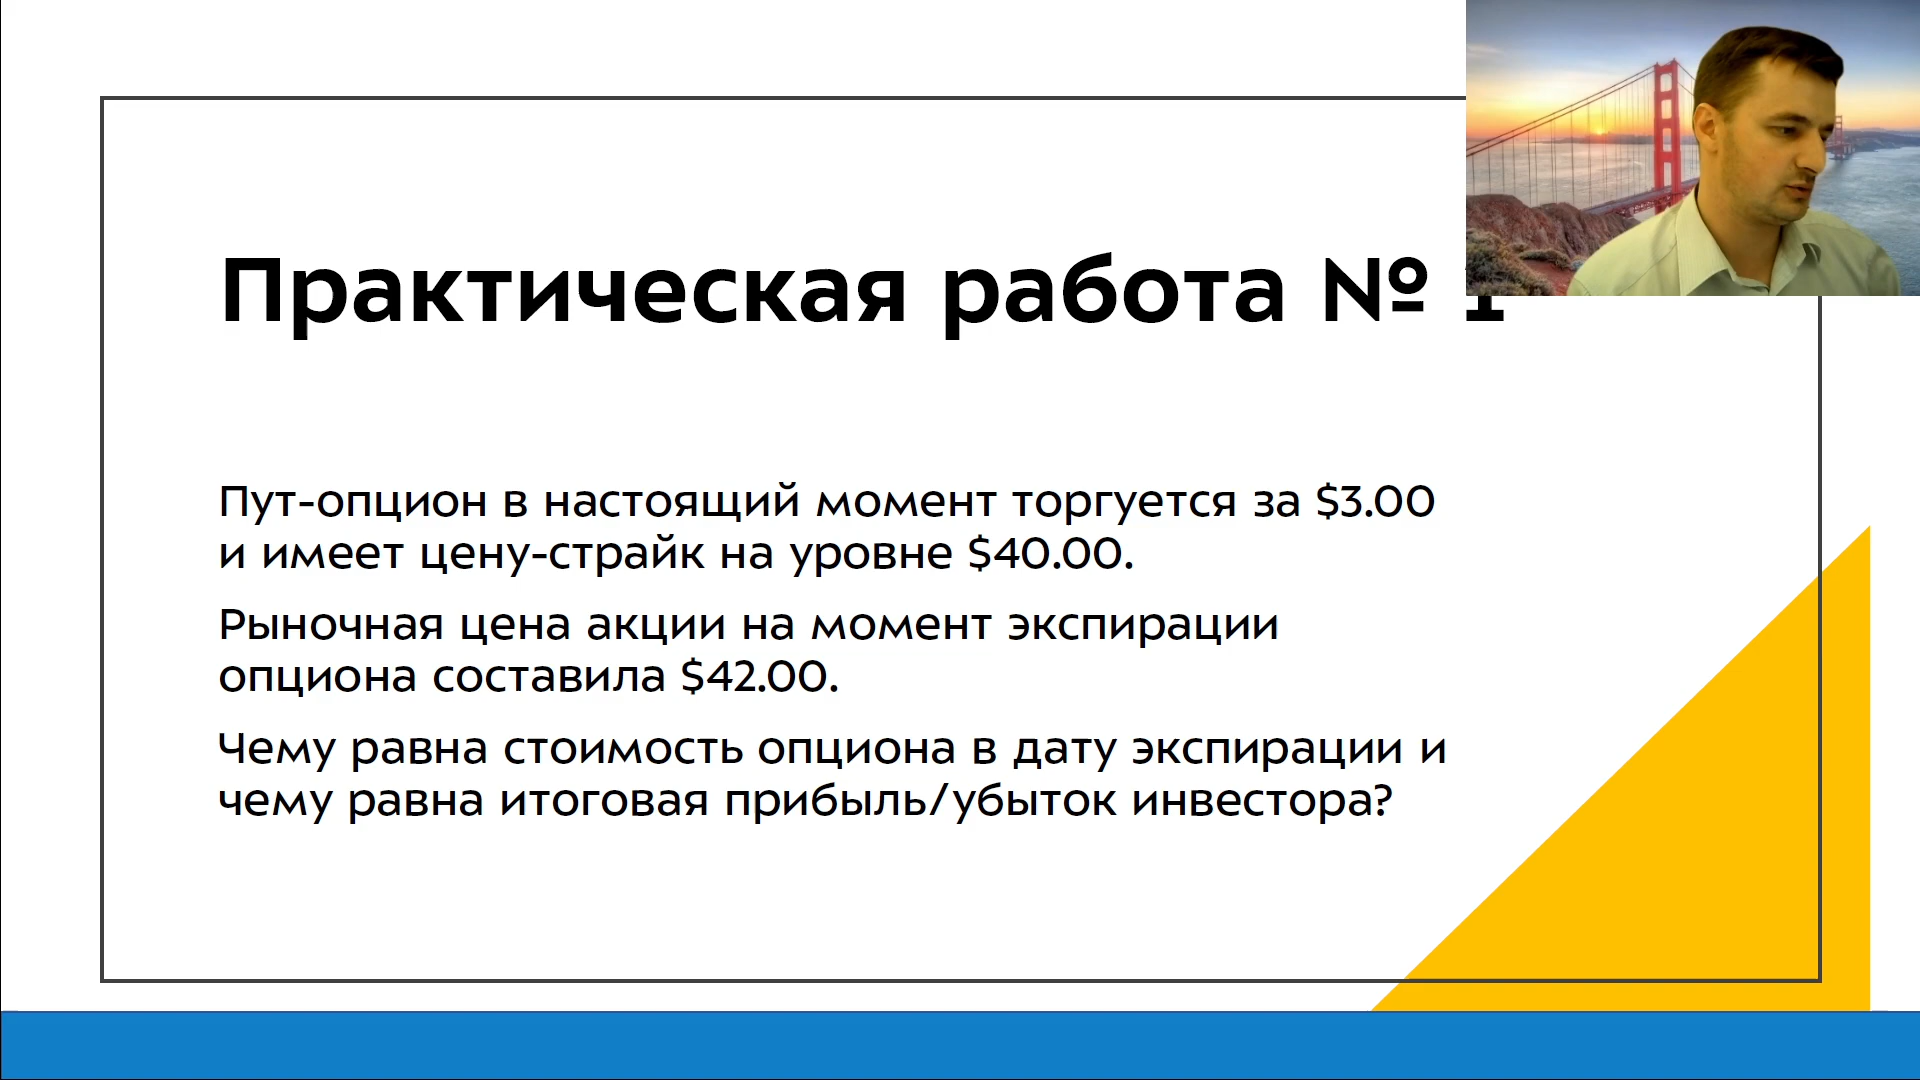 Практическая работа № 1
Пут-опцион в настоящий момент торгуется за $3.00
и имеет цену-страйк на уровне $40.00.
Рыночная цена акции на момент экспирации
опциона составила $42.00.
Чему равна стоимость опциона в дату экспирации и
чему равна итоговая прибыль/убыток инвестора?